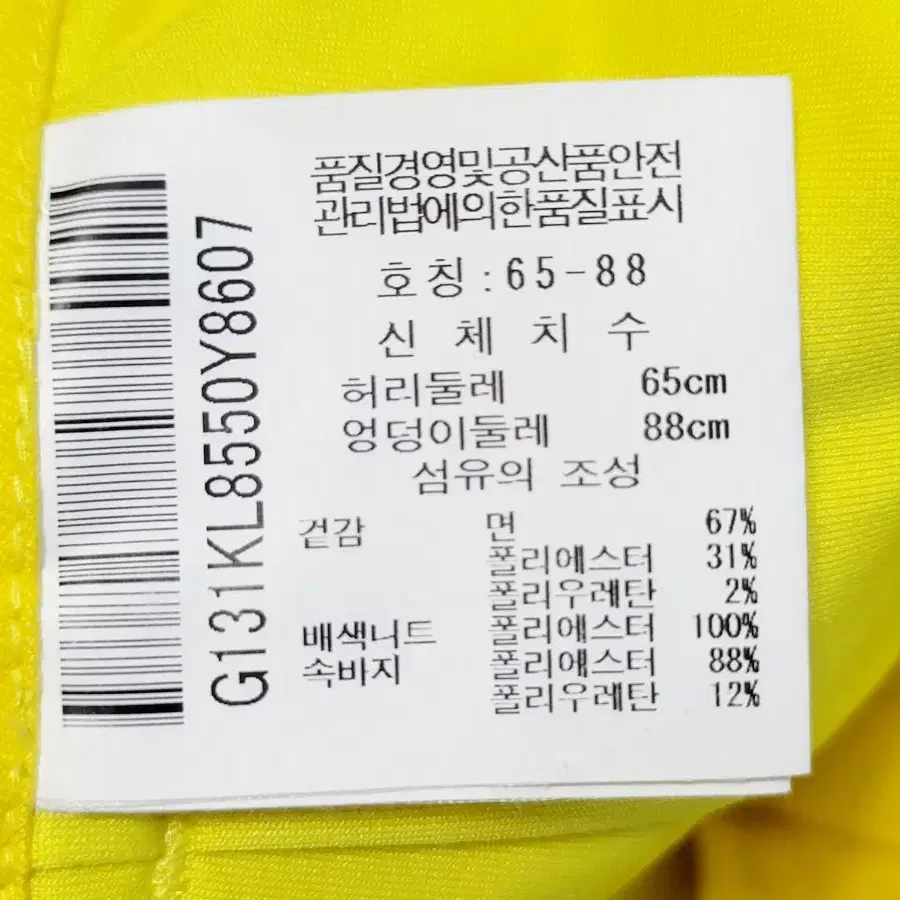 품질경영및공산품안전
관리법에의한품질표시
호칭:65-88
신 체 치 수
허리둘레 65cm
엉덩이둘레 88cm
섬유의 조성
겉감 면 67%
폴리에스터 31%
폴리우레탄 2%
배색니트 폴리에스터 100%
속바지 폴리에스터 88%
폴리우레탄 12%
G131KL8550Y8607